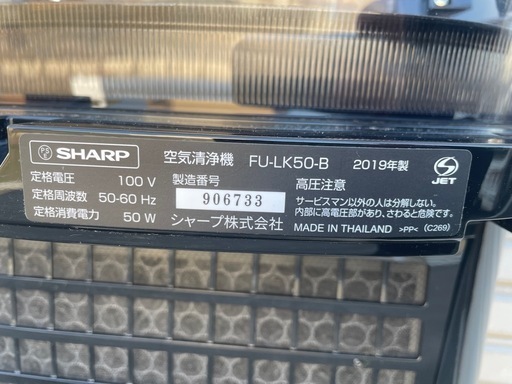 PSE SHARP 空気清浄機 FU-LK50-B 2019年製
定格電圧 100 V 製造番号 高圧注意 JET
定格周波数 50-60 Hz 906733 サービスマン以外の人は分解しない。
定格消費電力 50 W シャープ株式会社 内部に高電圧部があり、さわると危険です。
MADE IN THAILAND >PP< (C269)